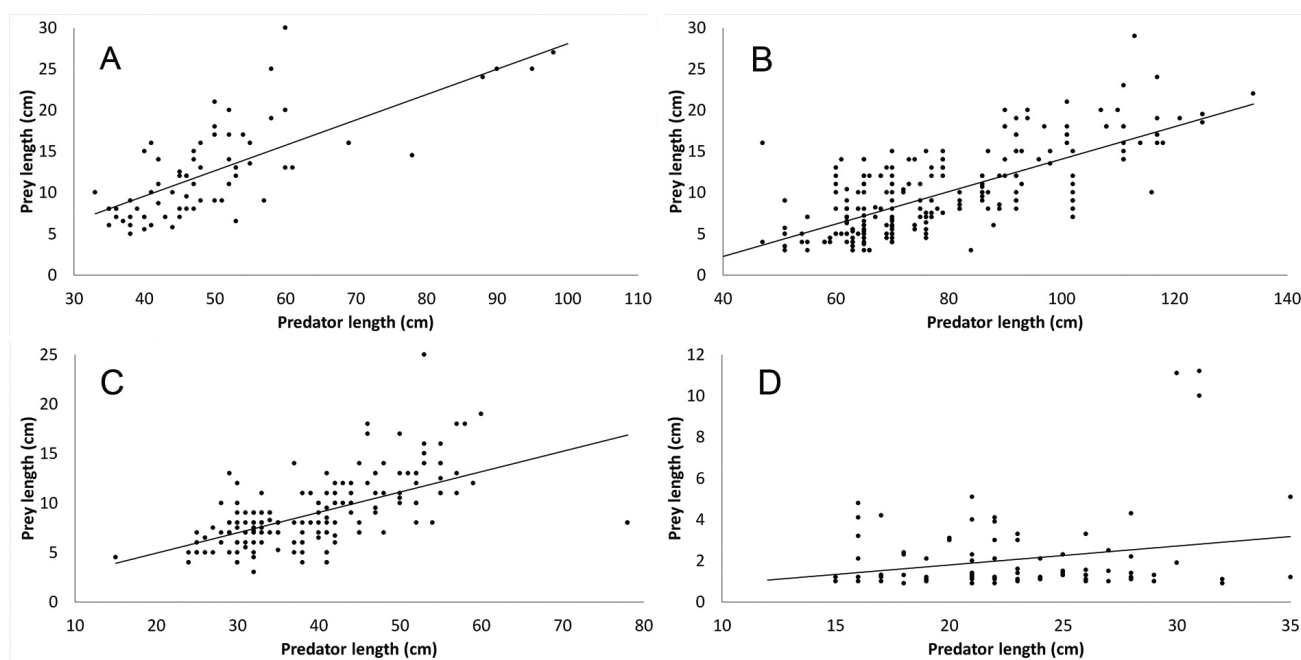 A
30
25
20
15
10
5
0
Prey length (cm)
30 40 50 60 70 80 90 100 110
Predator length (cm)
B
30
25
20
15
10
5
0
Prey length (cm)
40 60 80 100 120 140
Predator length (cm)
C
25
20
15
10
5
0
Prey length (cm)
10 20 30 40 50 60 70 80
Predator length (cm)
D
12
10
8
6
4
2
0
Prey length (cm)
10 15 20 25 30 35
Predator length (cm)